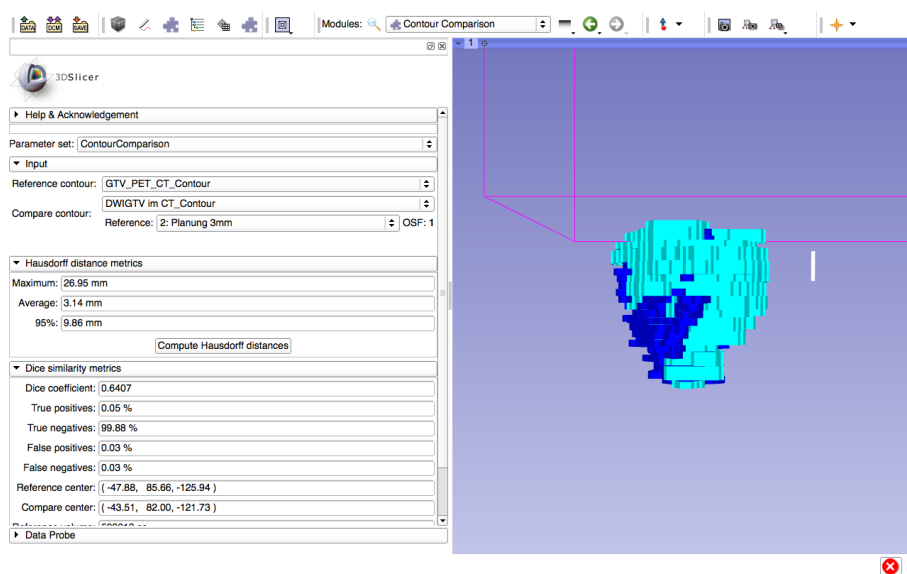 DATA DCM SAVE Modules: Contour Comparison
1
3DSlicer
Help & Acknowledgement
Parameter set: ContourComparison
Input
Reference contour: GTV_PET_CT_Contour
DWIGTV im CT_Contour
Compare contour:
Reference: 2: Planung 3mm OSF: 1
Hausdorff distance metrics
Maximum: 26.95 mm
Average: 3.14 mm
95%: 9.86 mm
Compute Hausdorff distances
Dice similarity metrics
Dice coefficient: 0.6407
True positives: 0.05 %
True negatives: 99.88 %
False positives: 0.03 %
False negatives: 0.03 %
Reference center: ( -47.88, 85.66, -125.94 )
Compare center: ( -43.51, 82.00, -121.73 )
Data Probe